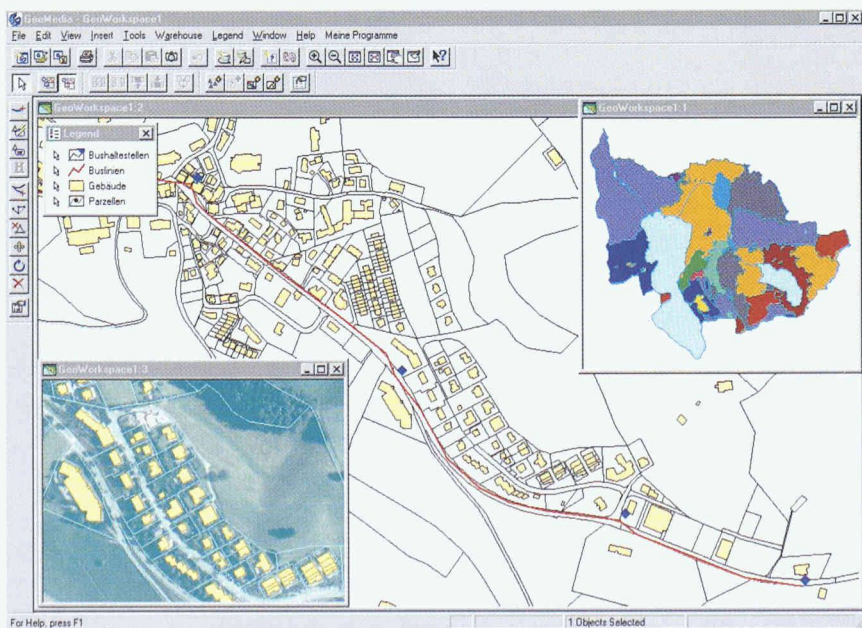 GeoMedia - GeoWorkspace1
File Edit View Insert Tools Warehouse Legend Window Help Meine Programme
GeoWorkspace1:2
Legend
Bushaltestellen
Buslinien
Gebäude
Parzellen
GeoWorkspace1:1
GeoWorkspace1:3
For Help, press F1
1 Objects Selected